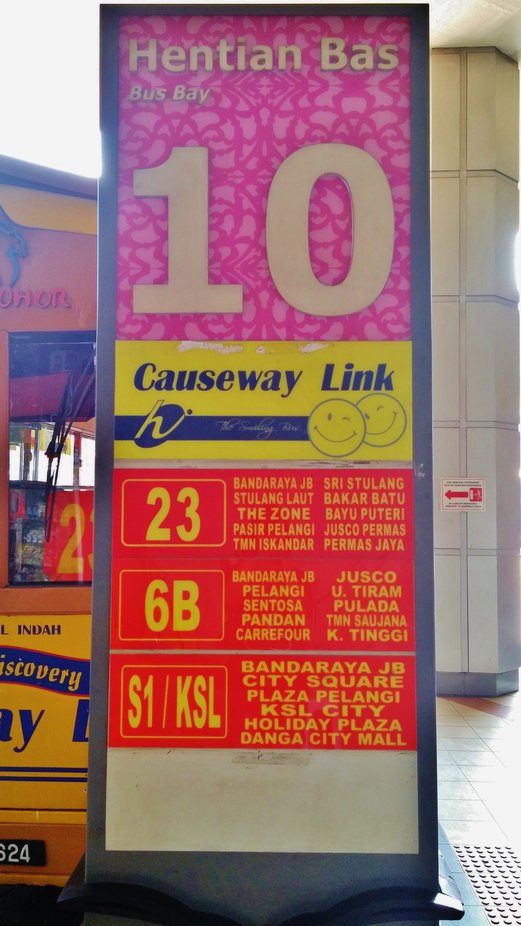 Hentian Bas
Bus Bay
10
Causeway Link
h
The Smiling Bus
23
BANDARAYA JB
STULANG LAUT
THE ZONE
PASIR PELANGI
TMN ISKANDAR
SRI STULANG
BAKAR BATU
BAYU PUTERI
JUSCO PERMAS
PERMAS JAYA
6B
BANDARAYA JB
PELANGI
SENTOSA
PANDAN
CARREFOUR
JUSCO
U. TIRAM
PULADA
TMN SAUJANA
K. TINGGI
S1 / KSL
BANDARAYA JB
CITY SQUARE
PLAZA PELANGI
KSL CITY
HOLIDAY PLAZA
DANGA CITY MALL
L INDAH
iscovery
ay L
624